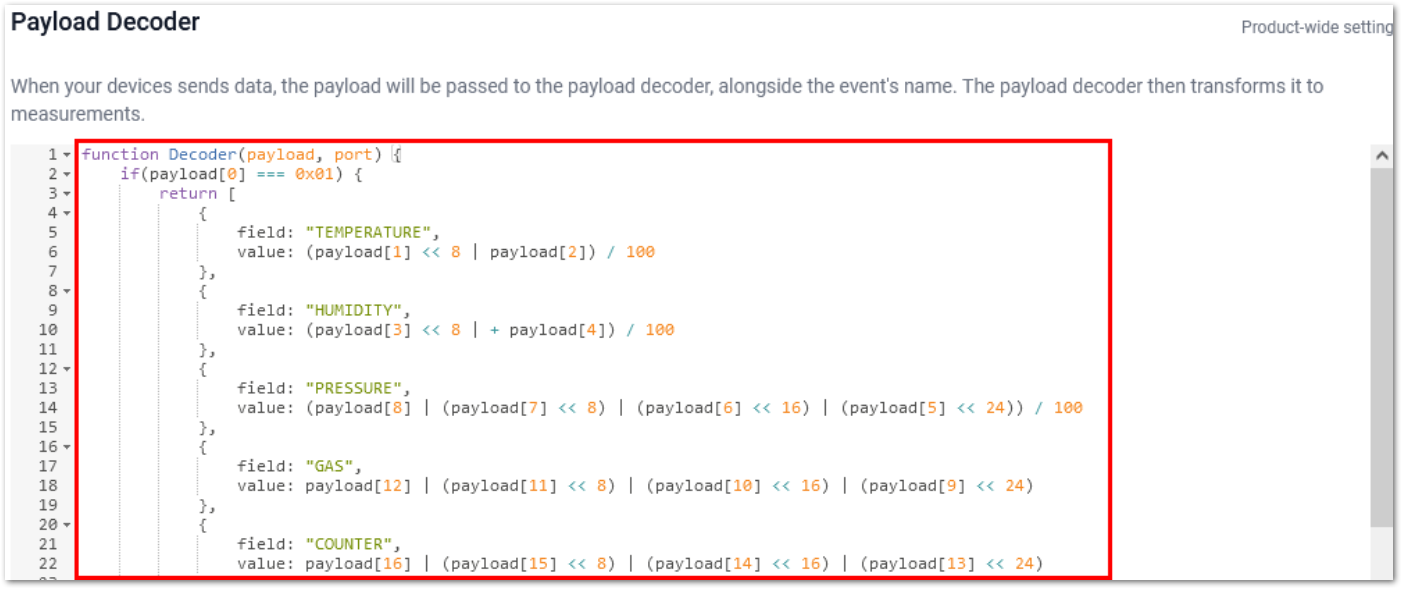 Payload Decoder
Product-wide setting
When your devices sends data, the payload will be passed to the payload decoder, alongside the event's name. The payload decoder then transforms it to
measurements.
1 function Decoder(payload, port) {
2     if(payload[0] === 0x01) {
3         return [
4             {
5                 field: "TEMPERATURE",
6                 value: (payload[1] << 8 | payload[2]) / 100
7             },
8             {
9                 field: "HUMIDITY",
10                 value: (payload[3] << 8 | + payload[4]) / 100
11             },
12             {
13                 field: "PRESSURE",
14                 value: (payload[8] | (payload[7] << 8) | (payload[6] << 16) | (payload[5] << 24)) / 100
15             },
16             {
17                 field: "GAS",
18                 value: payload[12] | (payload[11] << 8) | (payload[10] << 16) | (payload[9] << 24)
19             },
20             {
21                 field: "COUNTER",
22                 value: payload[16] | (payload[15] << 8) | (payload[14] << 16) | (payload[13] << 24)